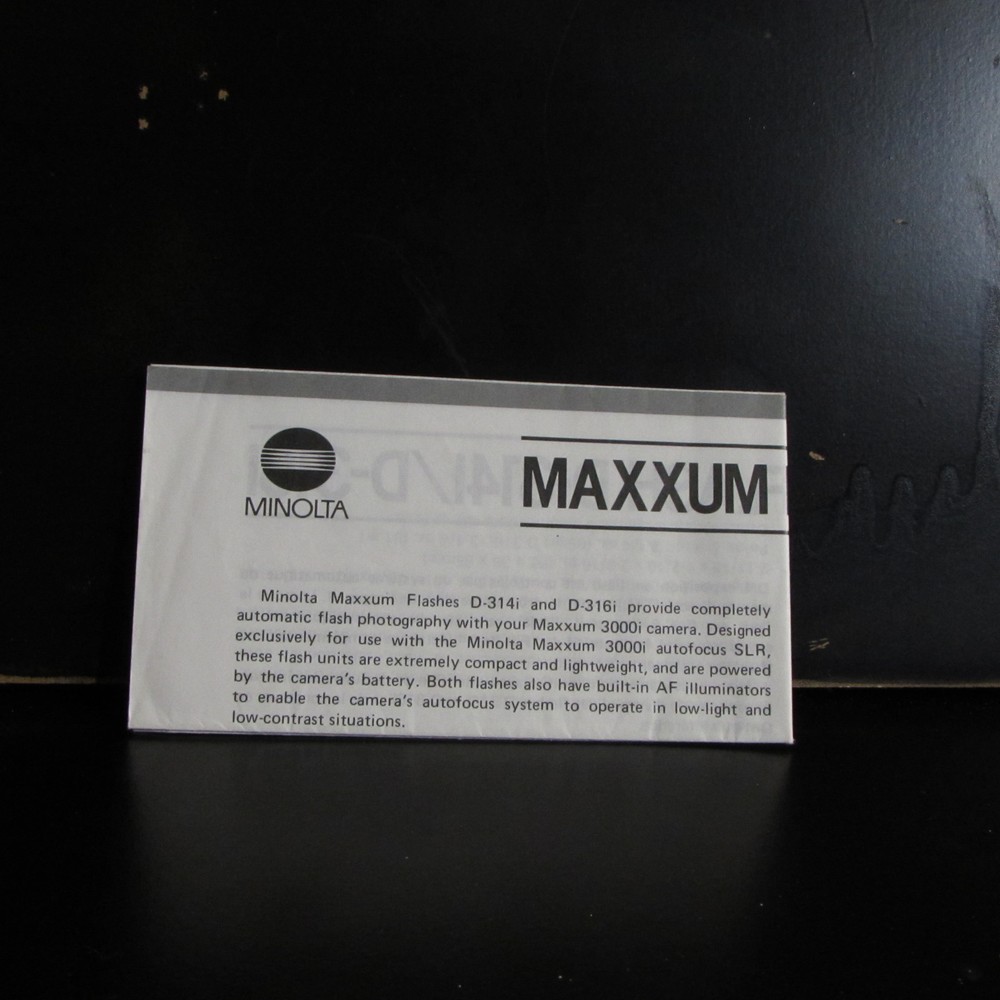 MINOLTA
MAXXUM
Minolta Maxxum Flashes D-314i and D-316i provide completely
automatic flash photography with your Maxxum 3000i camera. Designed
exclusively for use with the Minolta Maxxum 3000i autofocus SLR,
these flash units are extremely compact and lightweight, and are powered
by the camera's battery. Both flashes also have built-in AF illuminators
to enable the camera's autofocus system to operate in low-light and
low-contrast situations.